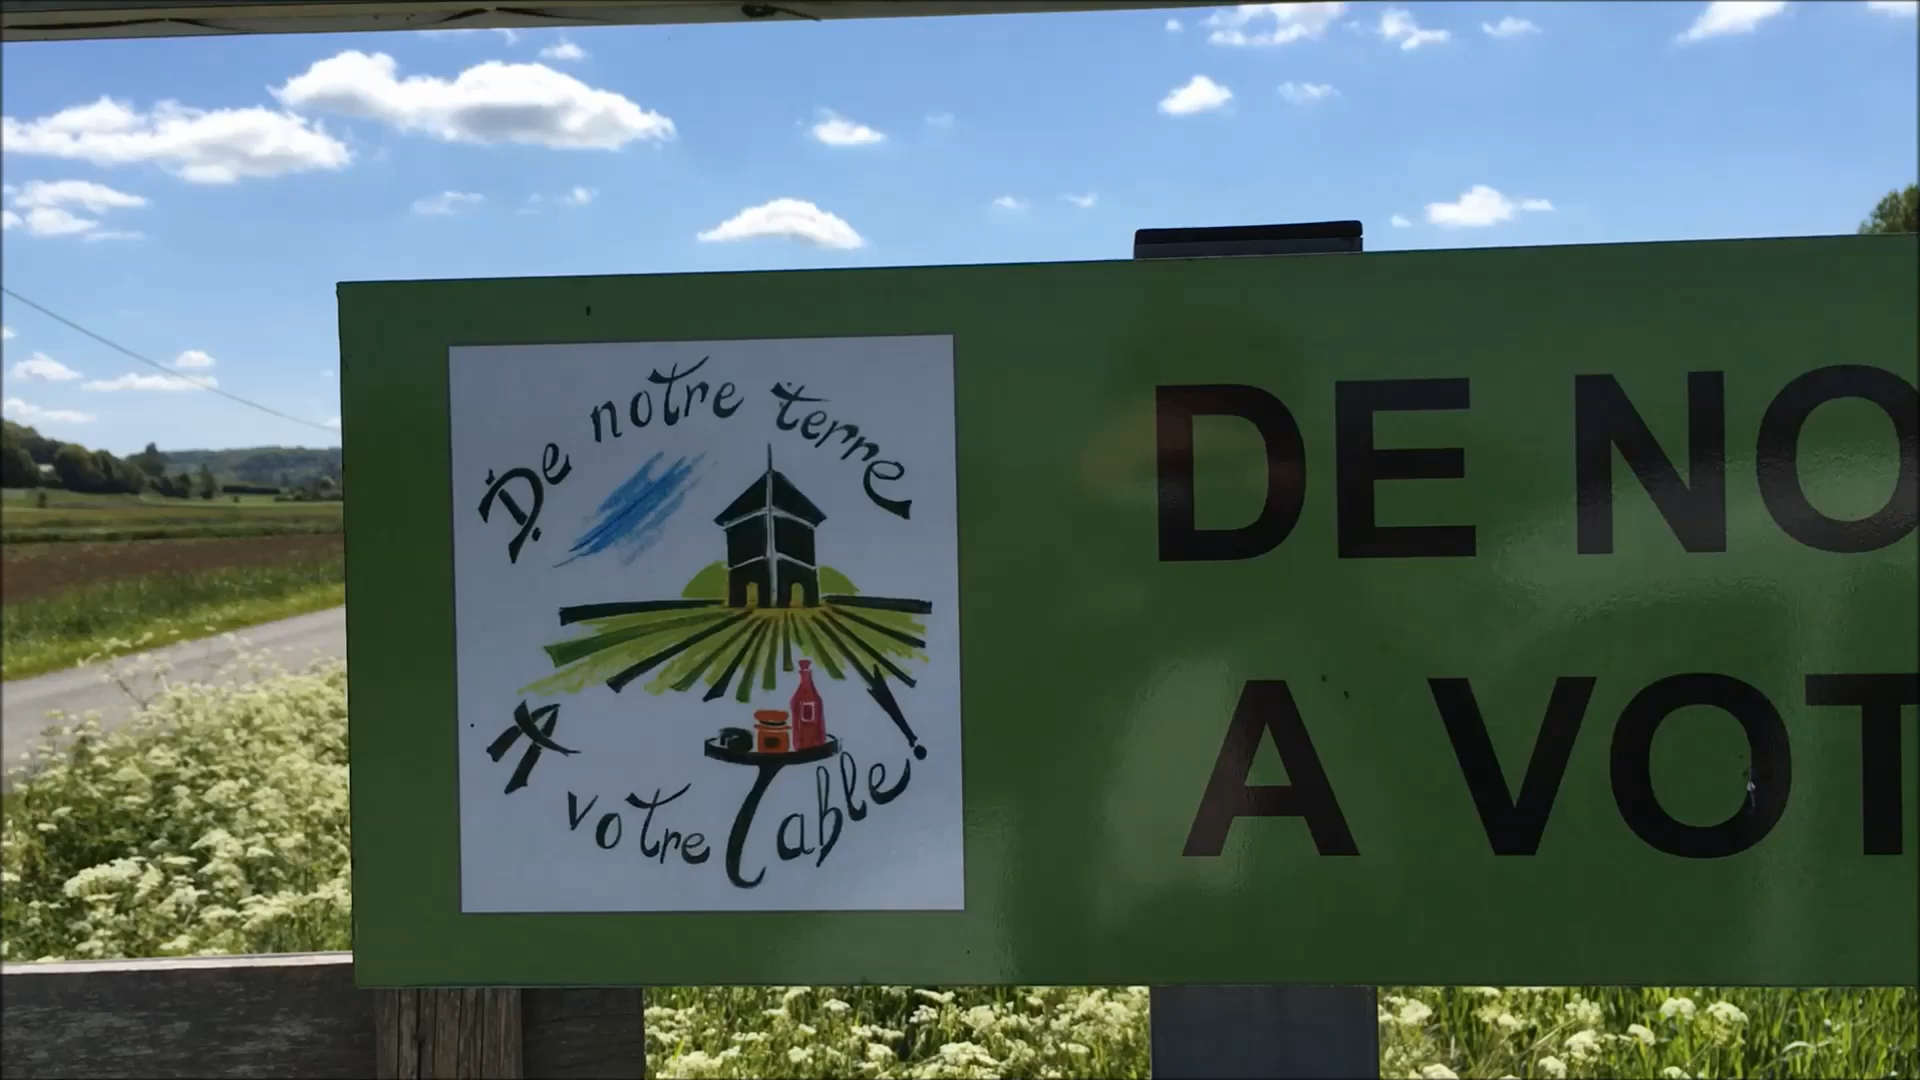 De notre terre
A
votre Table!
DE NO
A VOT